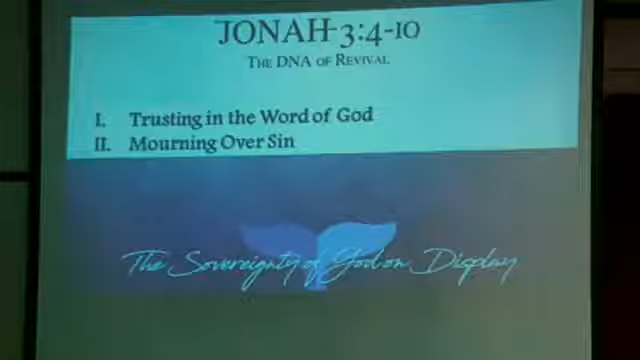 JONAH 3:4-10
THE DNA OF REVIVAL
I. Trusting in the Word of God
II. Mourning Over Sin
The Sovereignty of God on Display